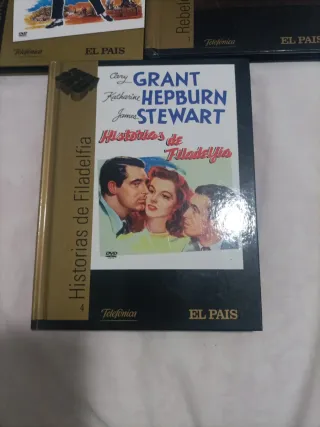 DVD
Telefónica
EL PAIS
Rebel
Telefónica
EL PAIS
Cary GRANT
Katharine HEPBURN
James STEWART
Historias de
Filadelfia
DVD
4 Historias de Filadelfia
Telefónica
EL PAIS